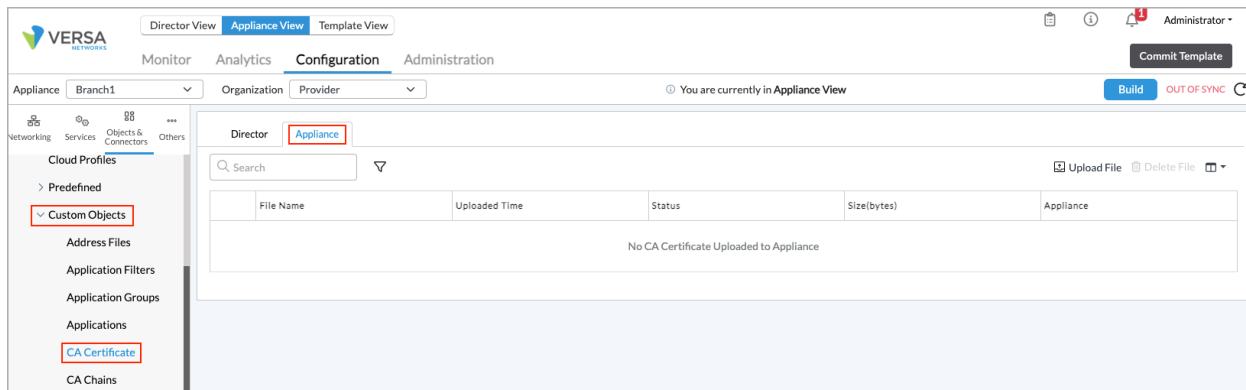 VERSA
NETWORKS
Director View Appliance View Template View
1
Administrator
Monitor Analytics Configuration Administration
Commit Template
Appliance Branch1 Organization Provider
You are currently in Appliance View
Build OUT OF SYNC
Networking Services Objects & Connectors Others
Director Appliance
Cloud Profiles
Search
Upload File Delete File
Predefined
Custom Objects
File Name Uploaded Time Status Size(bytes) Appliance
Address Files
No CA Certificate Uploaded to Appliance
Application Filters
Application Groups
Applications
CA Certificate
CA Chains